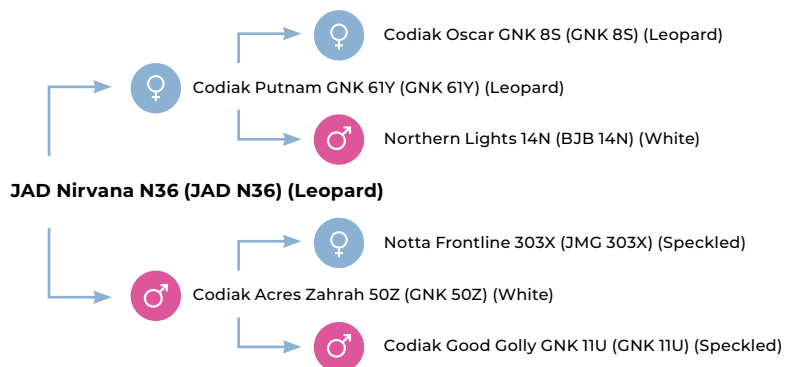 Codiak Oscar GNK 8S (GNK 8S) (Leopard)
Codiak Putnam GNK 61Y (GNK 61Y) (Leopard)
Northern Lights 14N (BJB 14N) (White)
JAD Nirvana N36 (JAD N36) (Leopard)
Notta Frontline 303X (JMG 303X) (Speckled)
Codiak Acres Zahrah 50Z (GNK 50Z) (White)
Codiak Good Golly GNK 11U (GNK 11U) (Speckled)